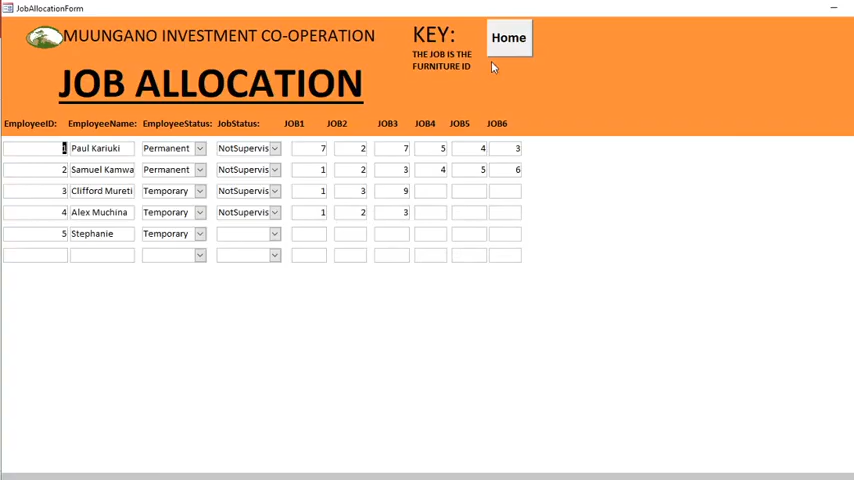 JobAllocationForm
MUUNGANO INVESTMENT CO-OPERATION
JOB ALLOCATION
KEY:
THE JOB IS THE
FURNITURE ID
Home
EmployeeID: EmployeeName: EmployeeStatus: JobStatus: JOB1 JOB2 JOB3 JOB4 JOB5 JOB6
1 Paul Kariuki Permanent NotSupervis 7 2 7 5 4 3
2 Samuel Kamwa Permanent NotSupervis 1 2 3 4 5 6
3 Clifford Mureti Temporary NotSupervis 1 3 9
4 Alex Muchina Temporary NotSupervis 1 2 3
5 Stephanie Temporary